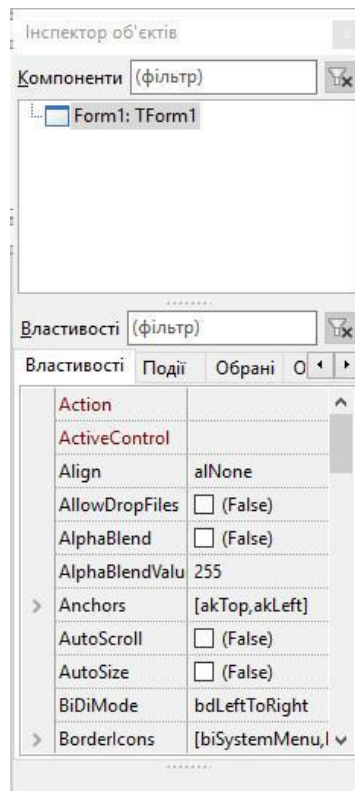 Інспектор об'єктів
Компоненти (фільтр)
Form1: TForm1
Властивості (фільтр)
Властивості Події Обрані О
Action
ActiveControl
Align alNone
AllowDropFiles (False)
AlphaBlend (False)
AlphaBlendValu 255
Anchors [akTop,akLeft]
AutoScroll (False)
AutoSize (False)
BiDiMode bdLeftToRight
BorderIcons [biSystemMenu,